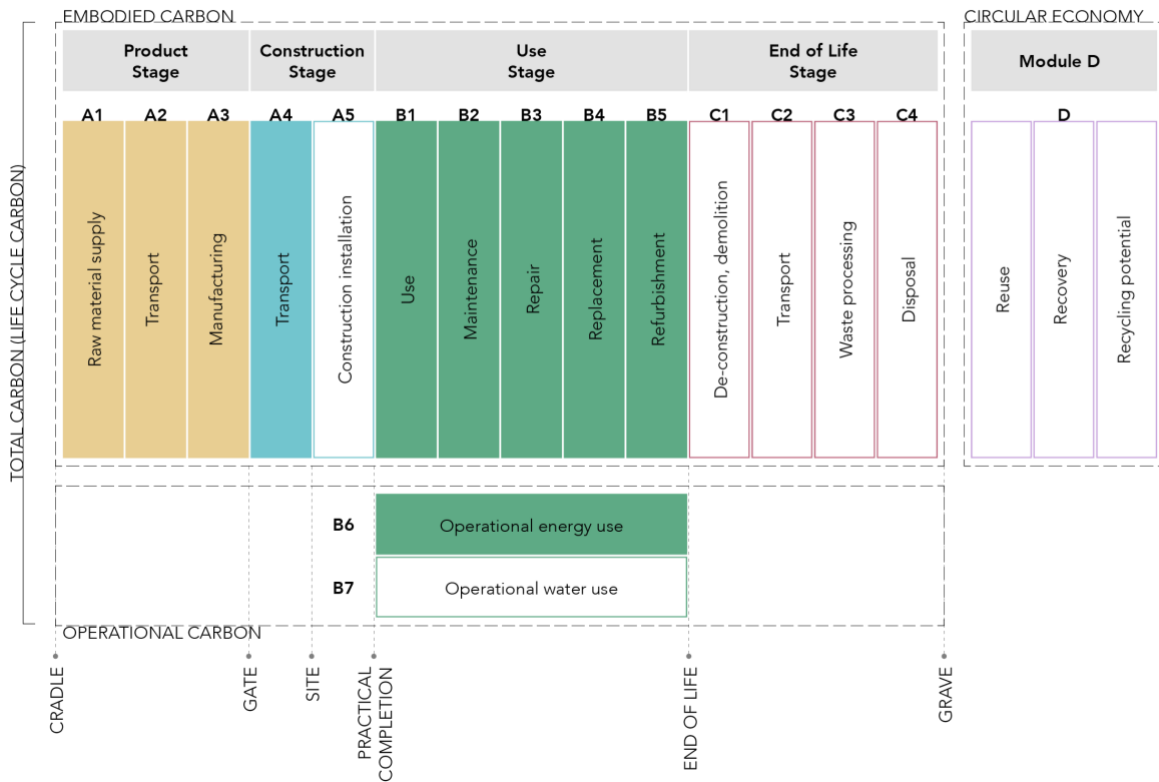 EMBODIED CARBON
CIRCULAR ECONOMY
Product
Stage
Construction
Stage
Use
Stage
End of Life
Stage
Module D
A1 A2 A3 A4 A5 B1 B2 B3 B4 B5 C1 C2 C3 C4 D
TOTAL CARBON (LIFE CYCLE CARBON)
Raw material supply
Transport
Manufacturing
Transport
Construction installation
Use
Maintenance
Repair
Replacement
Refurbishment
De-construction, demolition
Transport
Waste processing
Disposal
Reuse
Recovery
Recycling potential
B6 Operational energy use
B7 Operational water use
OPERATIONAL CARBON
CRADLE
GATE
SITE
PRACTICAL
COMPLETION
END OF LIFE
GRAVE